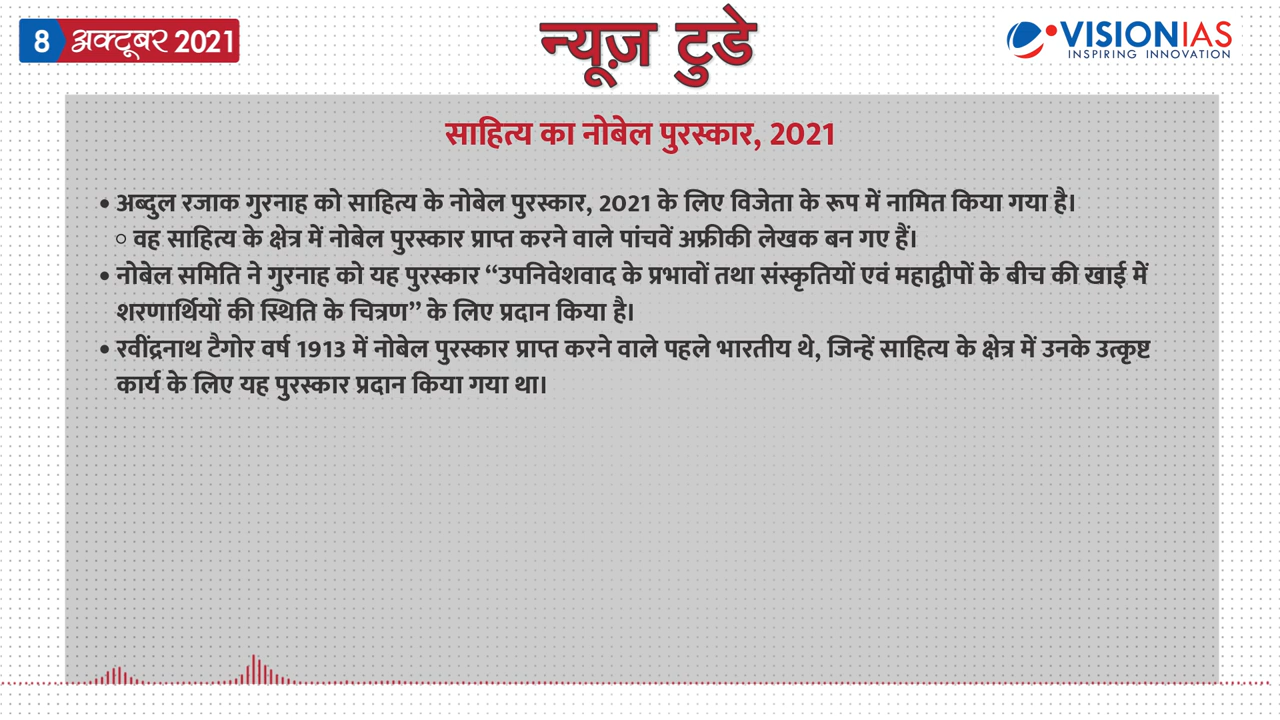 8 अक्टूबर 2021
न्यूज़ टुडे
VISIONIAS
INSPIRING INNOVATION
साहित्य का नोबेल पुरस्कार, 2021
• अब्दुल रजाक गुरनाह को साहित्य के नोबेल पुरस्कार, 2021 के लिए विजेता के रूप में नामित किया गया है।
○ वह साहित्य के क्षेत्र में नोबेल पुरस्कार प्राप्त करने वाले पांचवें अफ्रीकी लेखक बन गए हैं।
• नोबेल समिति ने गुरनाह को यह पुरस्कार “उपनिवेशवाद के प्रभावों तथा संस्कृतियों एवं महाद्वीपों के बीच की खाई में
शरणार्थियों की स्थिति के चित्रण” के लिए प्रदान किया है।
• रवींद्रनाथ टैगोर वर्ष 1913 में नोबेल पुरस्कार प्राप्त करने वाले पहले भारतीय थे, जिन्हें साहित्य के क्षेत्र में उनके उत्कृष्ट
कार्य के लिए यह पुरस्कार प्रदान किया गया था।